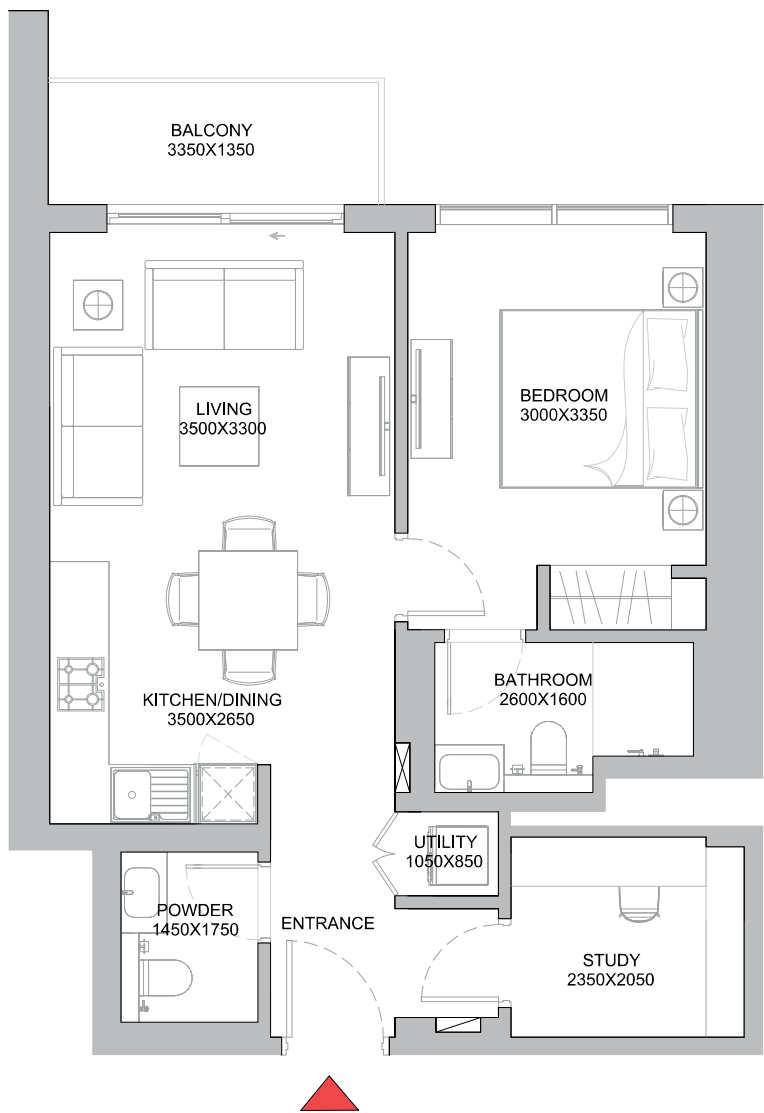 BALCONY
3350X1350
LIVING
3500X3300
BEDROOM
3000X3350
KITCHEN/DINING
3500X2650
BATHROOM
2600X1600
UTILITY
1050X850
POWDER
1450X1750
ENTRANCE
STUDY
2350X2050